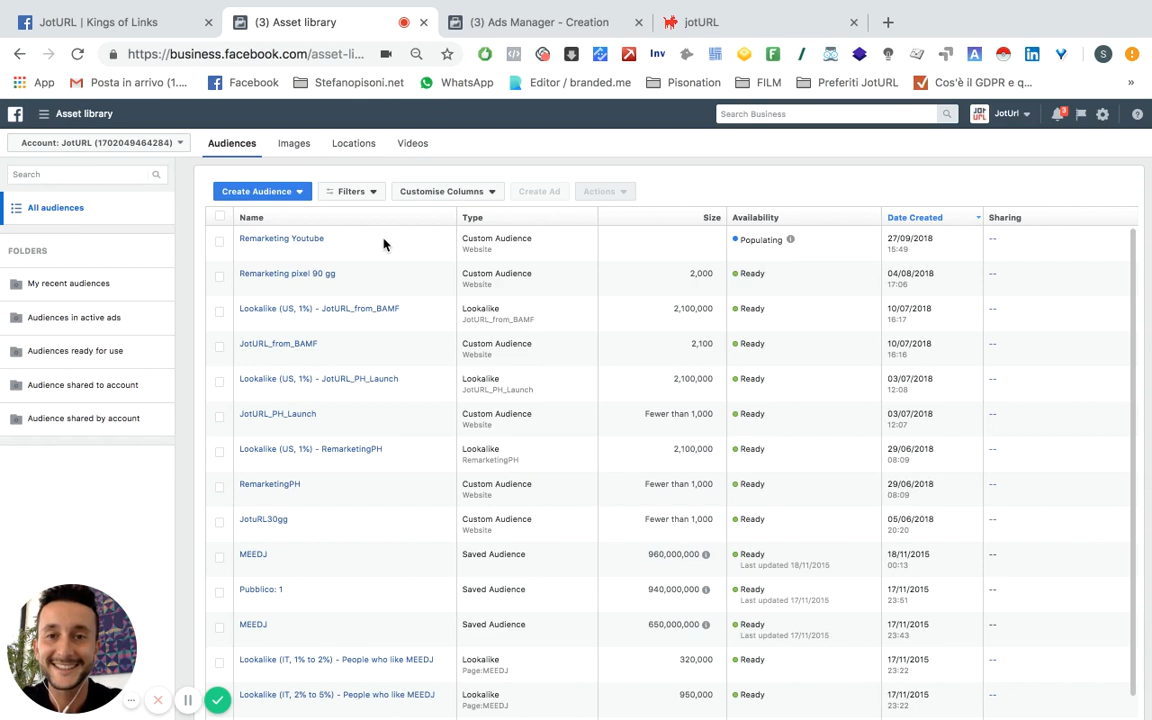 JotURL | Kings of Links
(3) Asset library
(3) Ads Manager - Creation
jotURL
https://business.facebook.com/asset-li...
Inv
S
App
Posta in arrivo (1....
Facebook
Stefanopisoni.net
WhatsApp
Editor / branded.me
Pisonation
FILM
Preferiti JotURL
Cos'è il GDPR e q...
»
Asset library
Search Business
JotUrl
3
Account: JotURL (1702049464284)
Audiences
Images
Locations
Videos
Search
All audiences
FOLDERS
My recent audiences
Audiences in active ads
Audiences ready for use
Audience shared to account
Audience shared by account
Create Audience
Filters
Customise Columns
Create Ad
Actions
Name Type Size Availability Date Created Sharing
Remarketing Youtube Custom Audience Populating 27/09/2018 --
Website 15:49
Remarketing pixel 90 gg Custom Audience 2,000 Ready 04/08/2018 --
Website 17:06
Lookalike (US, 1%) - JotURL_from_BAMF Lookalike 2,100,000 Ready 10/07/2018 --
JotURL_from_BAMF 16:17
JotURL_from_BAMF Custom Audience 2,100 Ready 10/07/2018 --
Website 16:16
Lookalike (US, 1%) - JotURL_PH_Launch Lookalike 2,100,000 Ready 03/07/2018 --
JotURL_PH_Launch 12:08
JotURL_PH_Launch Custom Audience Fewer than 1,000 Ready 03/07/2018 --
Website 12:07
Lookalike (US, 1%) - RemarketingPH Lookalike 2,100,000 Ready 29/06/2018 --
RemarketingPH 08:09
RemarketingPH Custom Audience Fewer than 1,000 Ready 29/06/2018 --
Website 08:09
JotuRL30gg Custom Audience Fewer than 1,000 Ready 05/06/2018 --
Website 20:20
MEEDJ Saved Audience 960,000,000 Ready 18/11/2015 --
Last updated 18/11/2015 00:13
Pubblico: 1 Saved Audience 940,000,000 Ready 17/11/2015 --
Last updated 17/11/2015 23:51
MEEDJ Saved Audience 650,000,000 Ready 17/11/2015 --
Last updated 17/11/2015 23:43
Lookalike (IT, 1% to 2%) - People who like MEEDJ Lookalike 320,000 Ready 17/11/2015 --
Page:MEEDJ 23:22
Lookalike (IT, 2% to 5%) - People who like MEEDJ Lookalike 950,000 Ready 17/11/2015 --
Page:MEEDJ 23:22